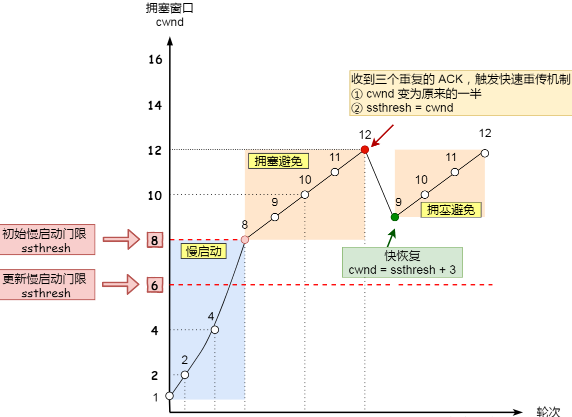 拥塞窗口
cwnd
16
14
12
10
8
6
4
2
1
初始慢启动门限
ssthresh
更新慢启动门限
ssthresh
收到三个重复的 ACK，触发快速重传机制
① cwnd 变为原来的一半
② ssthresh = cwnd
拥塞避免
慢启动
2
4
8
9
10
11
12
9
10
11
12
拥塞避免
快恢复
cwnd = ssthresh + 3
轮次